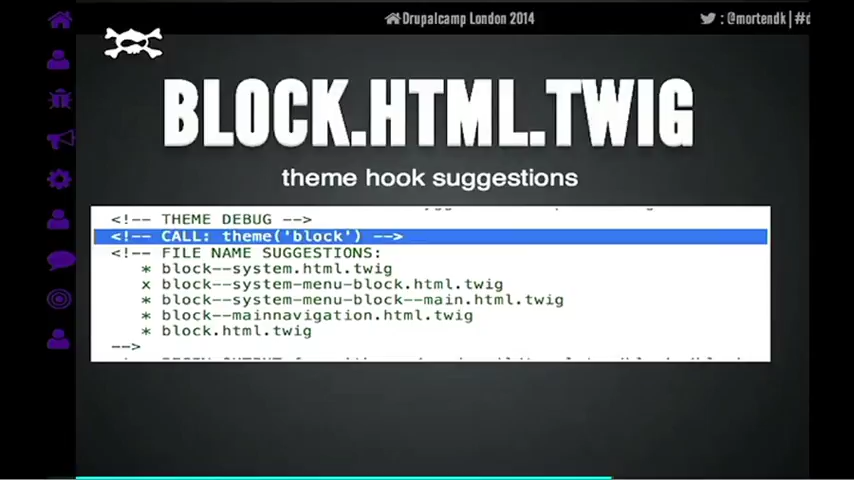 Drupalcamp London 2014
: @mortendk | #d
BLOCK.HTML.TWIG
theme hook suggestions
<!-- THEME DEBUG -->
<!-- CALL: theme('block') -->
<!-- FILE NAME SUGGESTIONS:
* block--system.html.twig
x block--system-menu-block.html.twig
* block--system-menu-block--main.html.twig
* block--mainnavigation.html.twig
* block.html.twig
-->